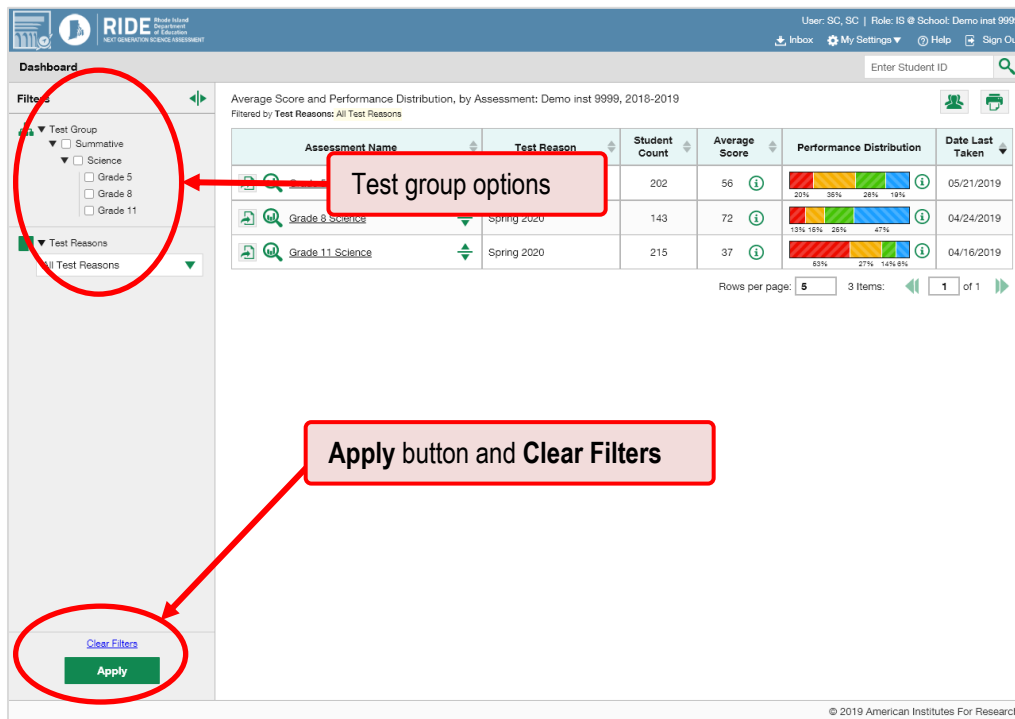 RIDE Rhode Island Department of Education
NEXT GENERATION SCIENCE ASSESSMENT
User: SC, SC | Role: IS @ School: Demo inst 9999
Inbox My Settings Help Sign Ou
Dashboard
Enter Student ID
Filters
Test Group
Summative
Science
Grade 5
Grade 8
Grade 11
Test Reasons
All Test Reasons
Average Score and Performance Distribution, by Assessment: Demo inst 9999, 2018-2019
Filtered by Test Reasons: All Test Reasons
Assessment Name Test Reason Student Count Average Score Performance Distribution Date Last Taken
202 56 20% 36% 26% 19% 05/21/2019
Grade 8 Science Spring 2020 143 72 13% 16% 26% 47% 04/24/2019
Grade 11 Science Spring 2020 215 37 53% 27% 14% 6% 04/16/2019
Rows per page: 5 3 Items: 1 of 1
Test group options
Apply button and Clear Filters
Clear Filters
Apply
© 2019 American Institutes For Research